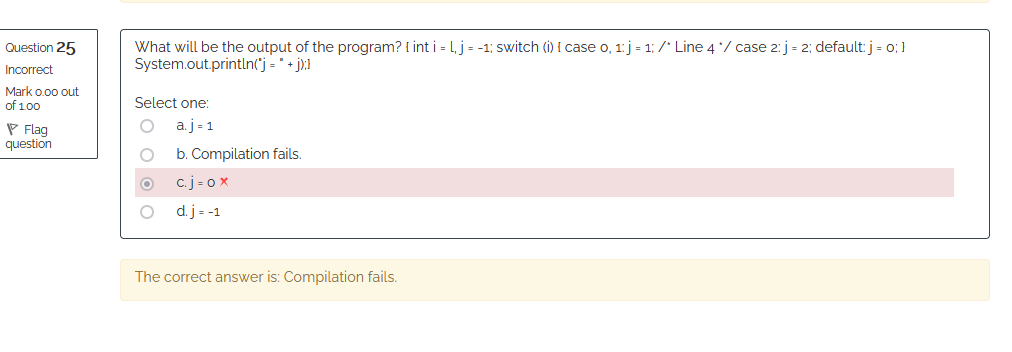 Question 25
Incorrect
Mark 0.00 out
of 1.00
Flag
question
What will be the output of the program? { int i = l, j = -1; switch (i) { case 0, 1: j = 1; /* Line 4 */ case 2: j = 2; default: j = 0; }
System.out.println("j = " + j);}
Select one:
a. j = 1
b. Compilation fails.
c. j = 0
d. j = -1
The correct answer is: Compilation fails.